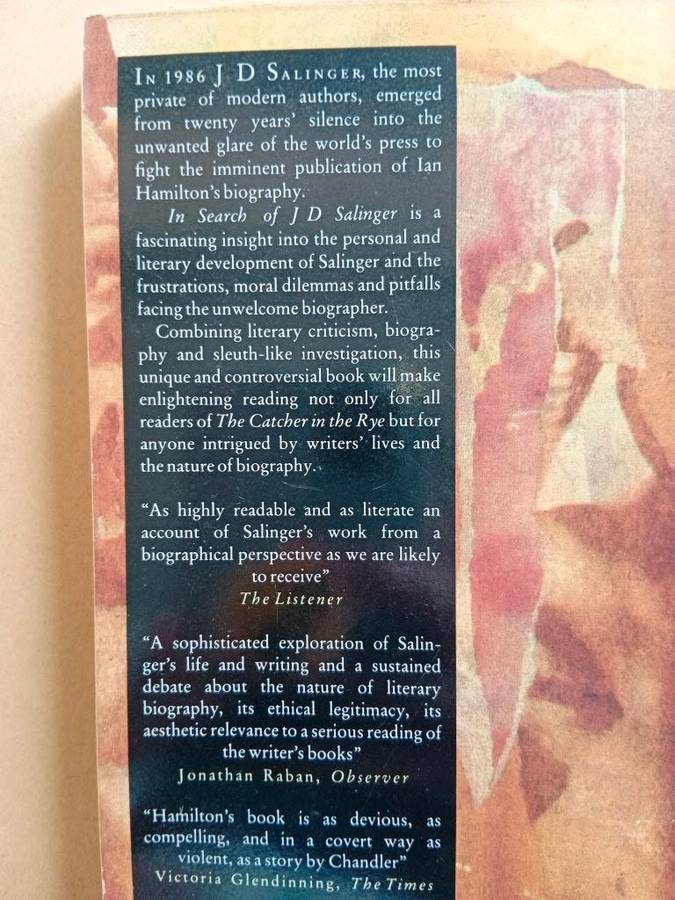 IN 1986 J D SALINGER, the most
private of modern authors, emerged
from twenty years' silence into the
unwanted glare of the world's press to
fight the imminent publication of Ian
Hamilton's biography.
In Search of J D Salinger is a
fascinating insight into the personal and
literary development of Salinger and the
frustrations, moral dilemmas and pitfalls
facing the unwelcome biographer.
Combining literary criticism, biogra-
phy and sleuth-like investigation, this
unique and controversial book will make
enlightening reading not only for all
readers of The Catcher in the Rye but for
anyone intrigued by writers' lives and
the nature of biography.
“As highly readable and as literate an
account of Salinger's work from a
biographical perspective as we are likely
to receive”
The Listener
“A sophisticated exploration of Salin-
ger's life and writing and a sustained
debate about the nature of literary
biography, its ethical legitimacy, its
aesthetic relevance to a serious reading of
the writer's books”
Jonathan Raban, Observer
“Hamilton's book is as devious, as
compelling, and in a covert way as
violent, as a story by Chandler”
Victoria Glendinning, The Times